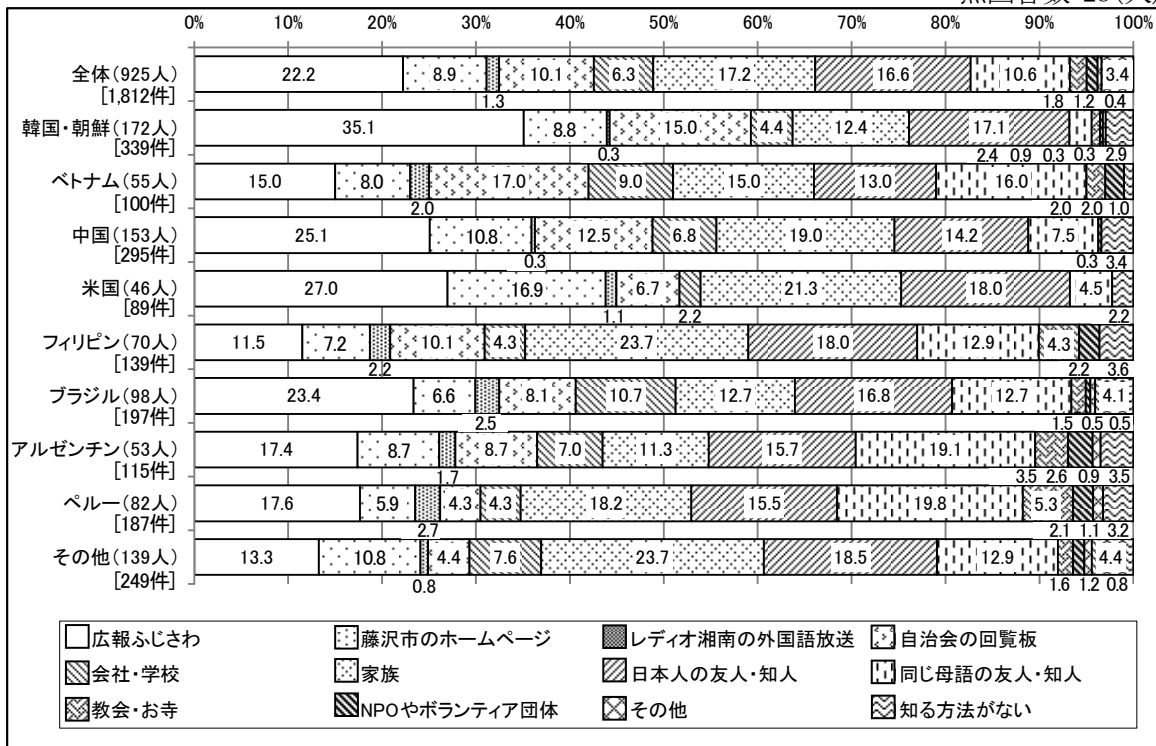 0% 10% 20% 30% 40% 50% 60% 70% 80% 90% 100%
全体(925人)
[1,812件]
22.2 8.9 10.1 6.3 17.2 16.6 10.6 3.4
1.3 1.8 1.2 0.4
韓国・朝鮮(172人)
[339件]
35.1 8.8 15.0 4.4 12.4 17.1
0.3 2.4 0.9 0.3 0.3 2.9
ベトナム(55人)
[100件]
15.0 8.0 17.0 9.0 15.0 13.0 16.0
2.0 2.0 2.0 1.0
中国(153人)
[295件]
25.1 10.8 12.5 6.8 19.0 14.2 7.5
0.3 0.3 3.4
米国(46人)
[89件]
27.0 16.9 6.7 21.3 18.0 4.5
1.1 2.2 2.2
フィリピン(70人)
[139件]
11.5 7.2 10.1 4.3 23.7 18.0 12.9 4.3
2.2 2.2 3.6
ブラジル(98人)
[197件]
23.4 6.6 8.1 10.7 12.7 16.8 12.7 4.1
2.5 1.5 0.5 0.5
アルゼンチン(53人)
[115件]
17.4 8.7 8.7 7.0 11.3 15.7 19.1
1.7 3.5 2.6 0.9 3.5
ペルー(82人)
[187件]
17.6 5.9 4.3 4.3 18.2 15.5 19.8 5.3
2.7 2.1 1.1 3.2
その他(139人)
[249件]
13.3 10.8 4.4 7.6 23.7 18.5 12.9 4.4
0.8 1.6 1.2 0.8
広報ふじさわ 藤沢市のホームページ レディオ湘南の外国語放送 自治会の回覧板
会社・学校 家族 日本人の友人・知人 同じ母語の友人・知人
教会・お寺 NPOやボランティア団体 その他 知る方法がない